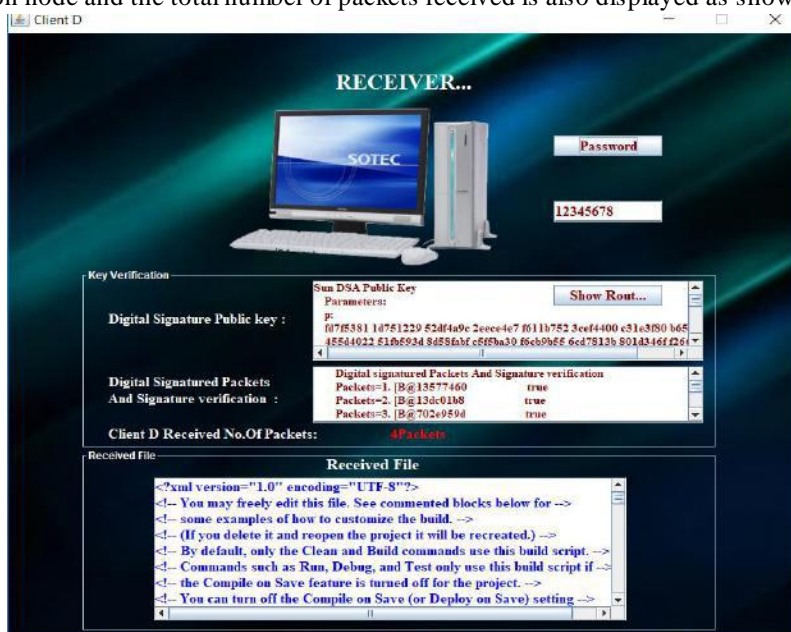 on node and the total number of packets received is also displayed as show
Client D
RECEIVER...
SOTEC
Password
12345678
Key Verification
Digital Signature Public key :
Sun DSA Public Key
Parameters:
p:
Show Rout...
fd7f5381 1d751229 52df4a9c 2eece4e7 f611b752 3cef4400 c31e3f80 b65
455d4022 51fb593d 8d58fabf c5f5ba30 f6cb9b55 6cd7813b 801d346f f26
Digital Signatured Packets
And Signature verification :
Digital signatured Packets And Signature verification
Packets=1. [B@13577460 true
Packets=2. [B@13dc01b8 true
Packets=3. [B@702e959d true
Client D Received No.Of Packets: 4Packets
Received File
Received File
<?xml version="1.0" encoding="UTF-8"?>
<!-- You may freely edit this file. See commented blocks below for -->
<!-- some examples of how to customize the build. -->
<!-- (If you delete it and reopen the project it will be recreated.) -->
<!-- By default, only the Clean and Build commands use this build script. -->
<!-- Commands such as Run, Debug, and Test only use this build script if -->
<!-- the Compile on Save feature is turned off for the project. -->
<!-- You can turn off the Compile on Save (or Deploy on Save) setting -->